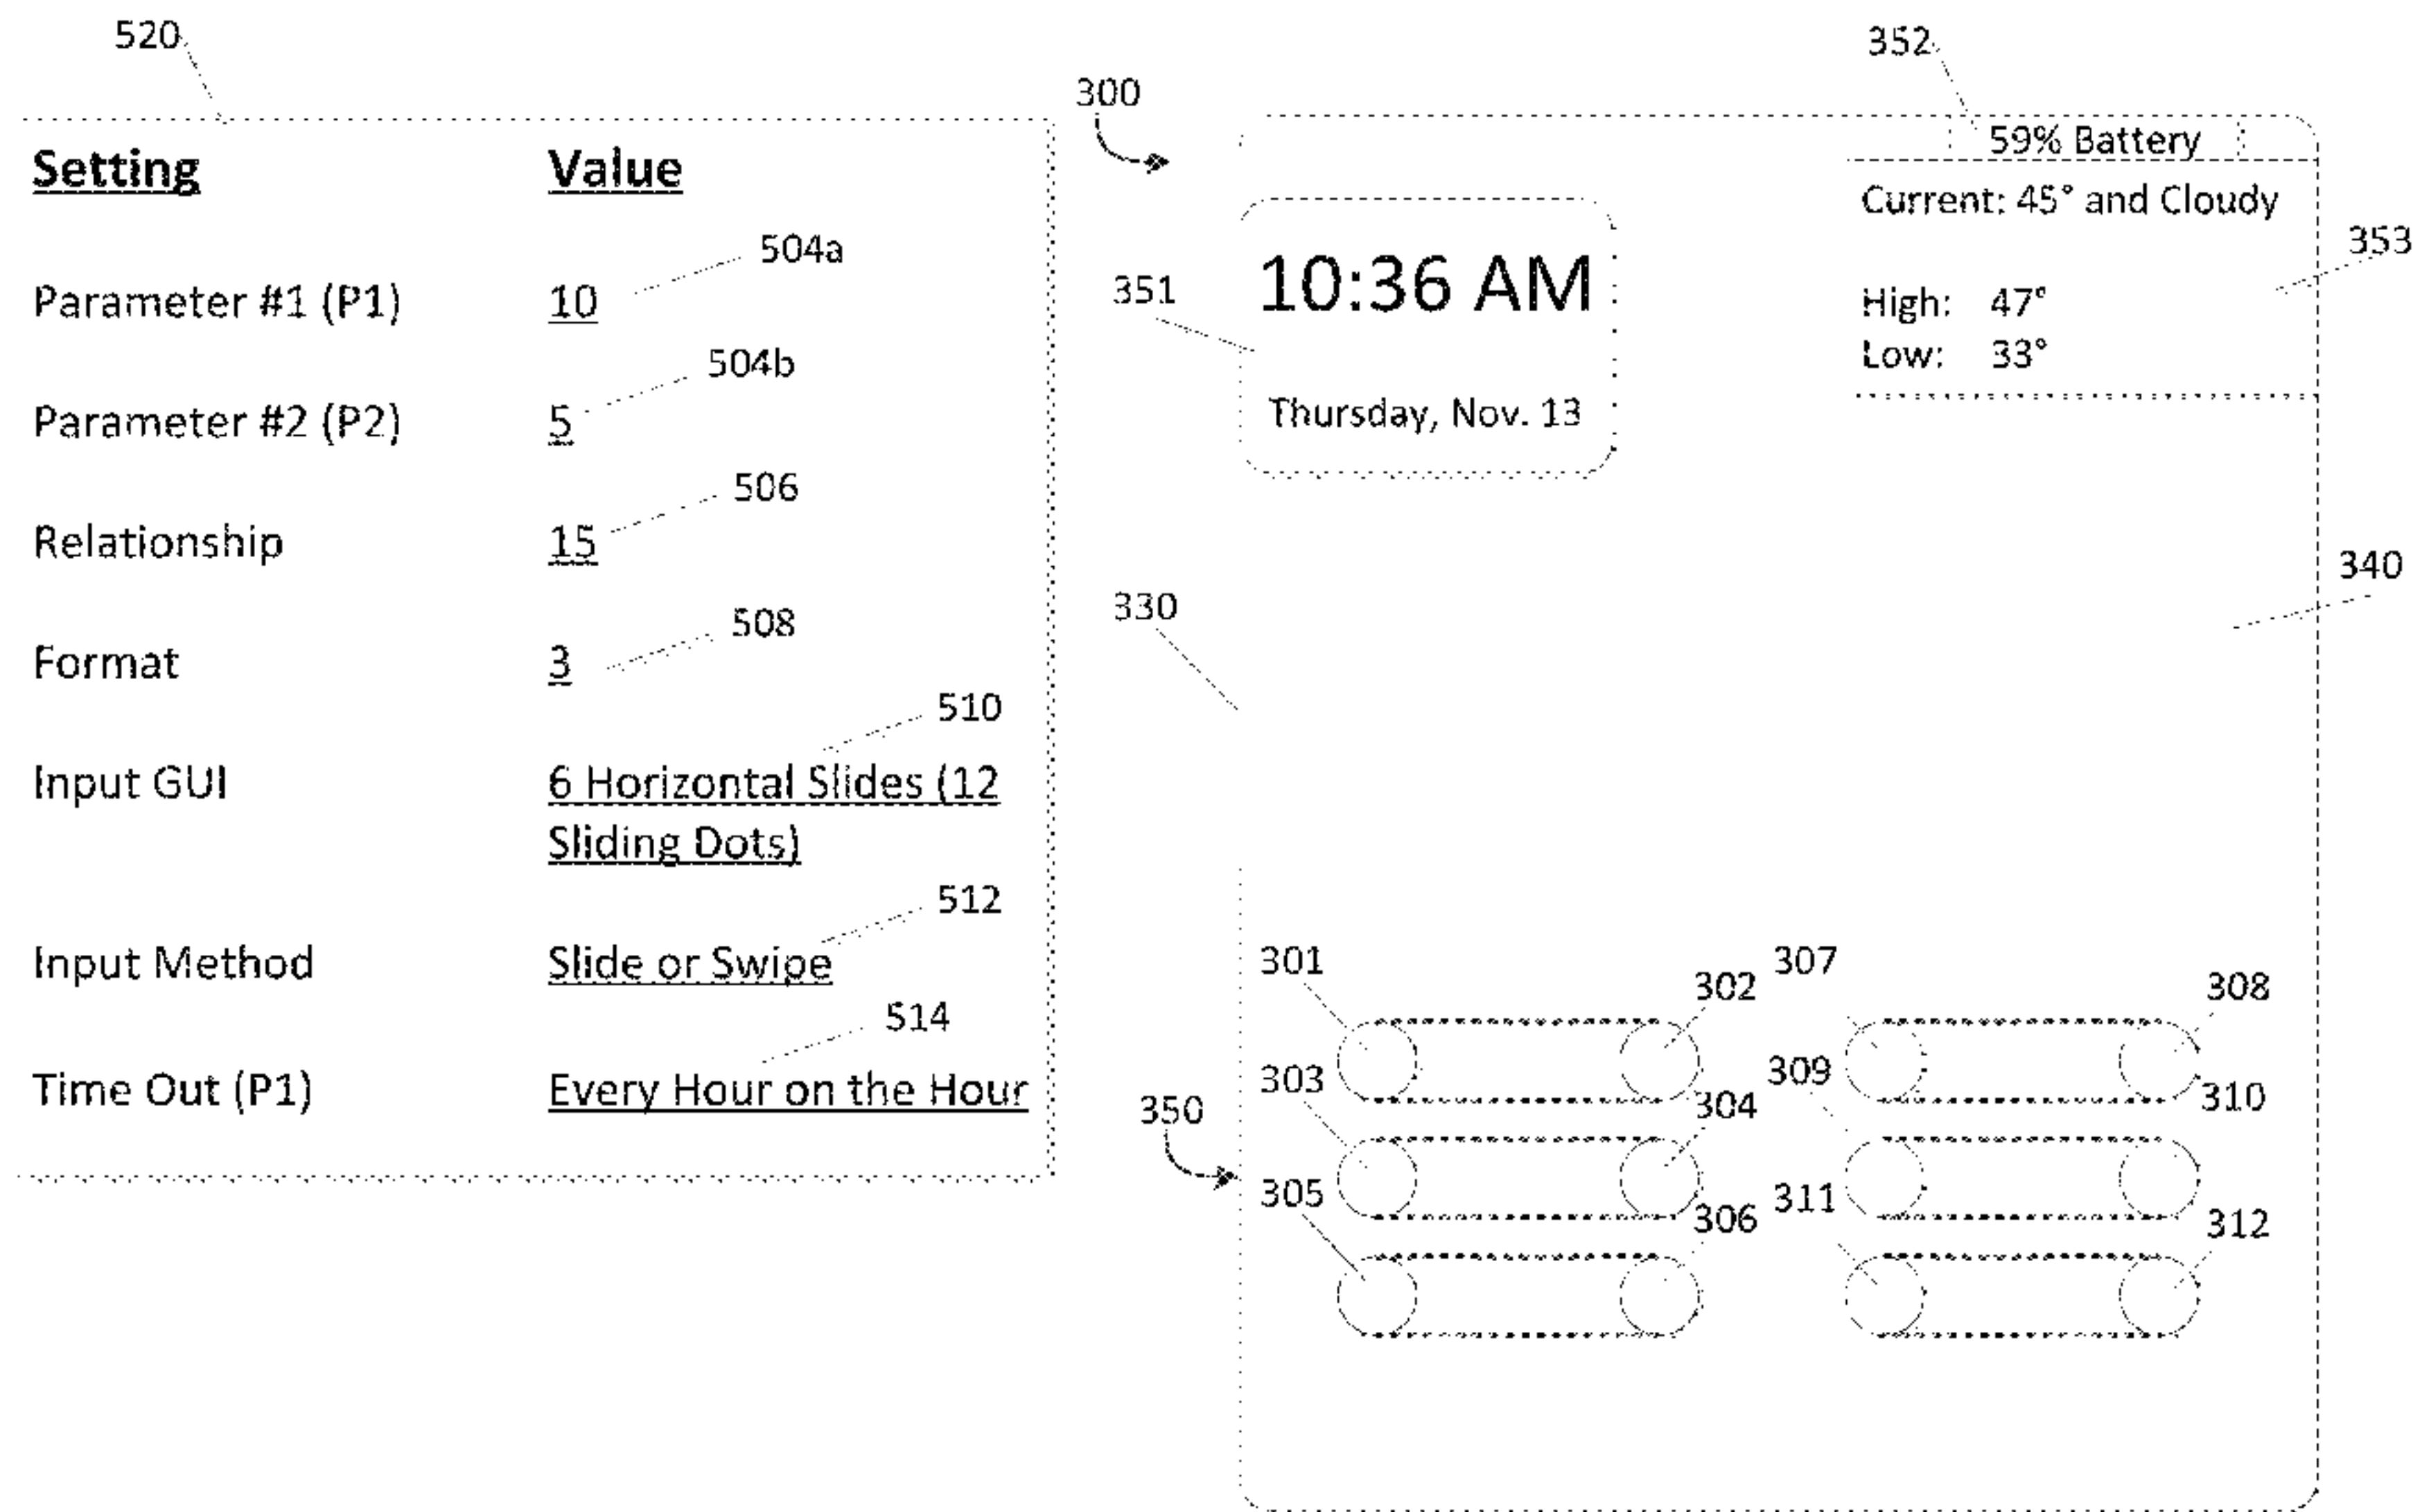 520
Setting Value
504a
Parameter #1 (P1) 10
504b
Parameter #2 (P2) 5
506
Relationship 15
508
Format 3
510
Input GUI 6 Horizontal Slides (12
Sliding Dots)
512
Input Method Slide or Swipe
514
Time Out (P1) Every Hour on the Hour
300
352
59% Battery
Current: 45° and Cloudy
353
High: 47°
Low: 33°
351
10:36 AM
Thursday, Nov. 13
340
330
301
302
307
308
303
304
309
310
350
305
306
311
312